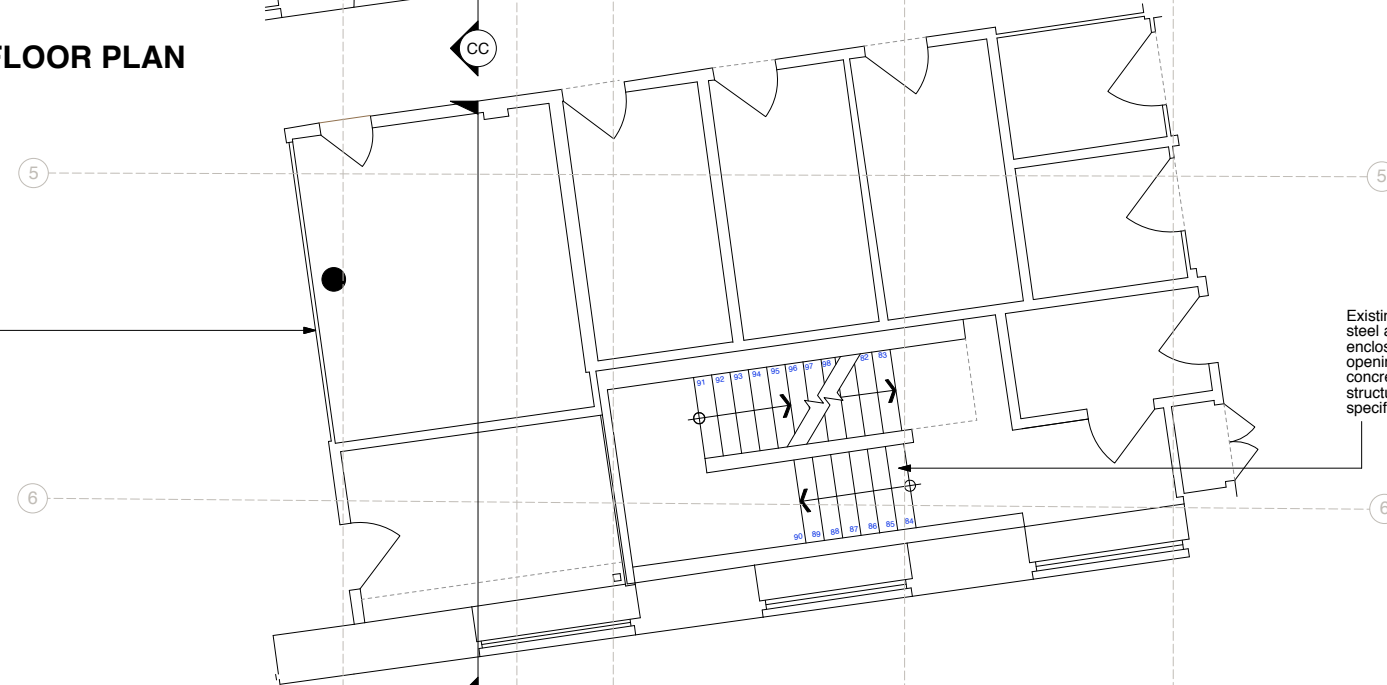 FLOOR PLAN
CC
5
5
Existin
steel a
enclos
openin
concre
structu
specif
91 92 93 94 95 96 97 98 82 83
6
6
90 89 88 87 86 85 84